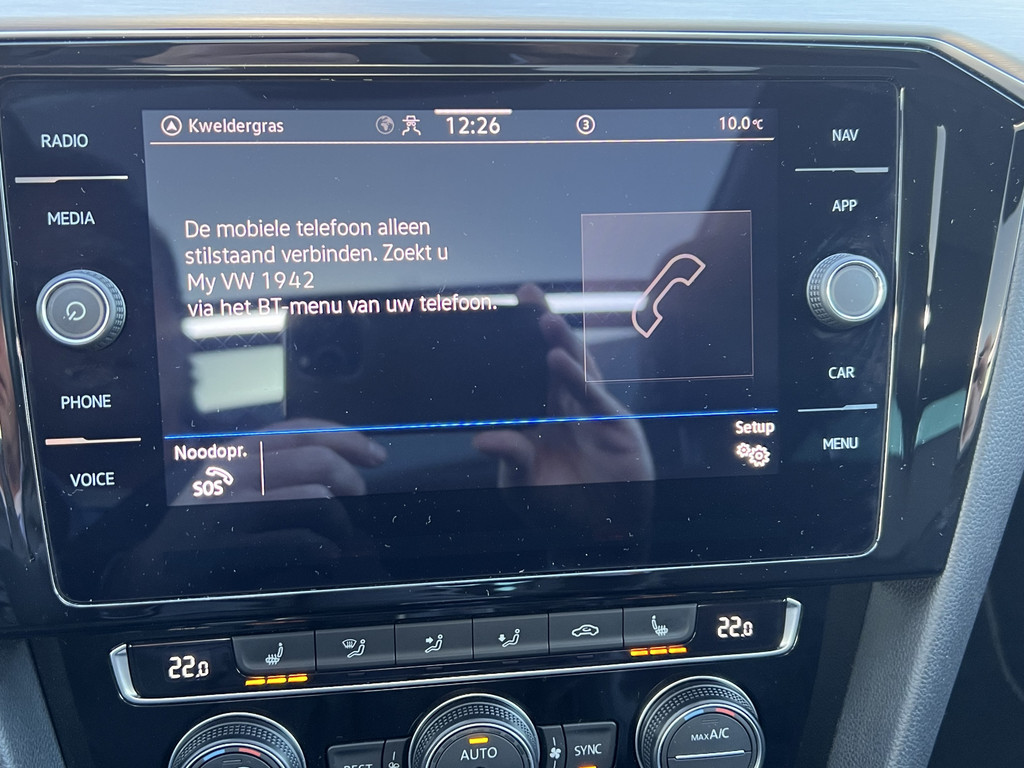 Kweldergras
12:26
3
10.0°C
RADIO
MEDIA
PHONE
VOICE
NAV
APP
CAR
MENU
De mobiele telefoon alleen
stilstaand verbinden. Zoekt u
My VW 1942
via het BT-menu van uw telefoon.
Noodopr.
SOS
Setup
22.0
22.0
AUTO
SYNC
MAX A/C